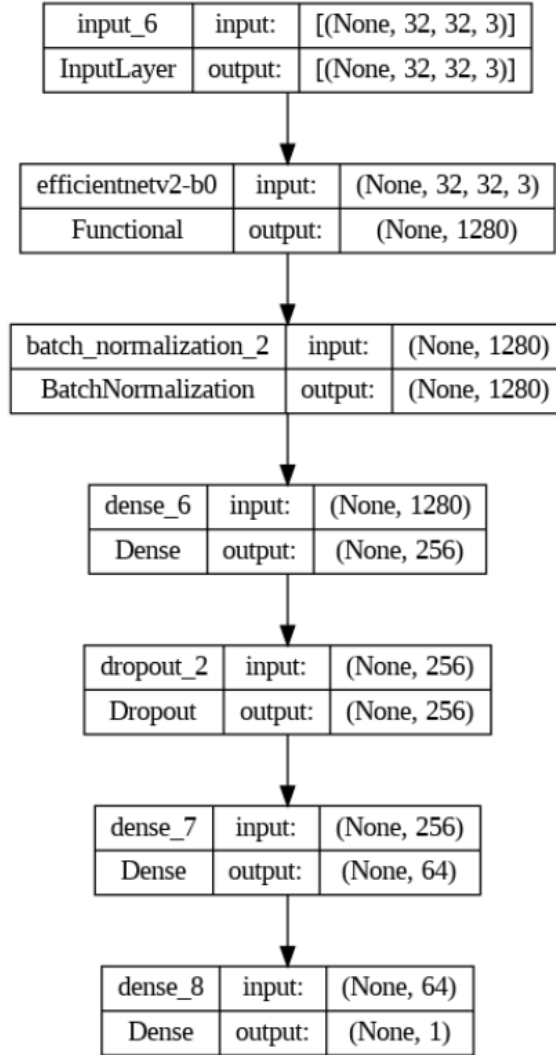 input_6 input: [(None, 32, 32, 3)]
InputLayer output: [(None, 32, 32, 3)]
efficientnetv2-b0 input: (None, 32, 32, 3)
Functional output: (None, 1280)
batch_normalization_2 input: (None, 1280)
BatchNormalization output: (None, 1280)
dense_6 input: (None, 1280)
Dense output: (None, 256)
dropout_2 input: (None, 256)
Dropout output: (None, 256)
dense_7 input: (None, 256)
Dense output: (None, 64)
dense_8 input: (None, 64)
Dense output: (None, 1)